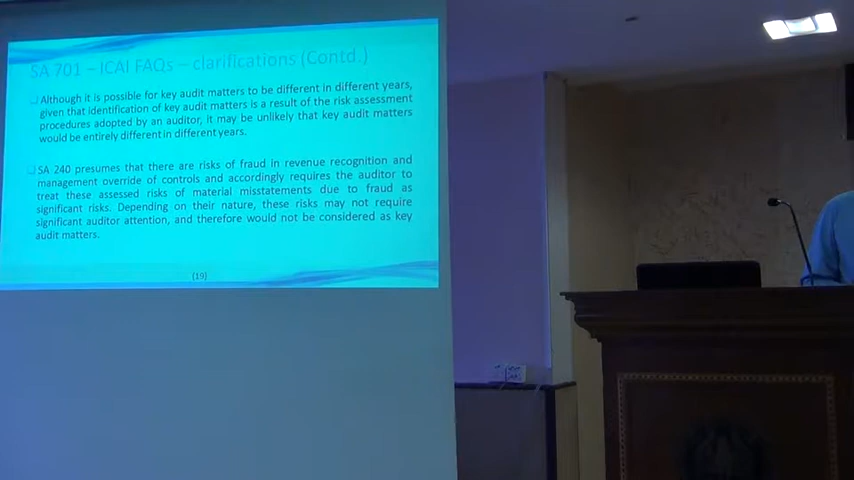 SA 701 – ICAI FAQs – clarifications (Contd.)
Although it is possible for key audit matters to be different in different years,
given that identification of key audit matters is a result of the risk assessment
procedures adopted by an auditor, it may be unlikely that key audit matters
would be entirely different in different years.
SA 240 presumes that there are risks of fraud in revenue recognition and
management override of controls and accordingly requires the auditor to
treat these assessed risks of material misstatements due to fraud as
significant risks. Depending on their nature, these risks may not require
significant auditor attention, and therefore would not be considered as key
audit matters.
(19)